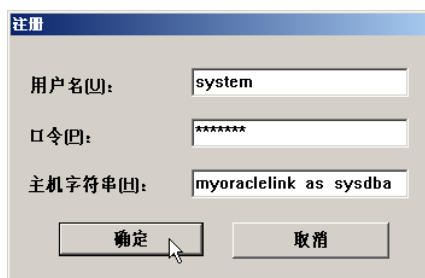 注册
用户名(U): system
口令(P): *******
主机字符串(H): myoraclelink as sysdba
确定 取消